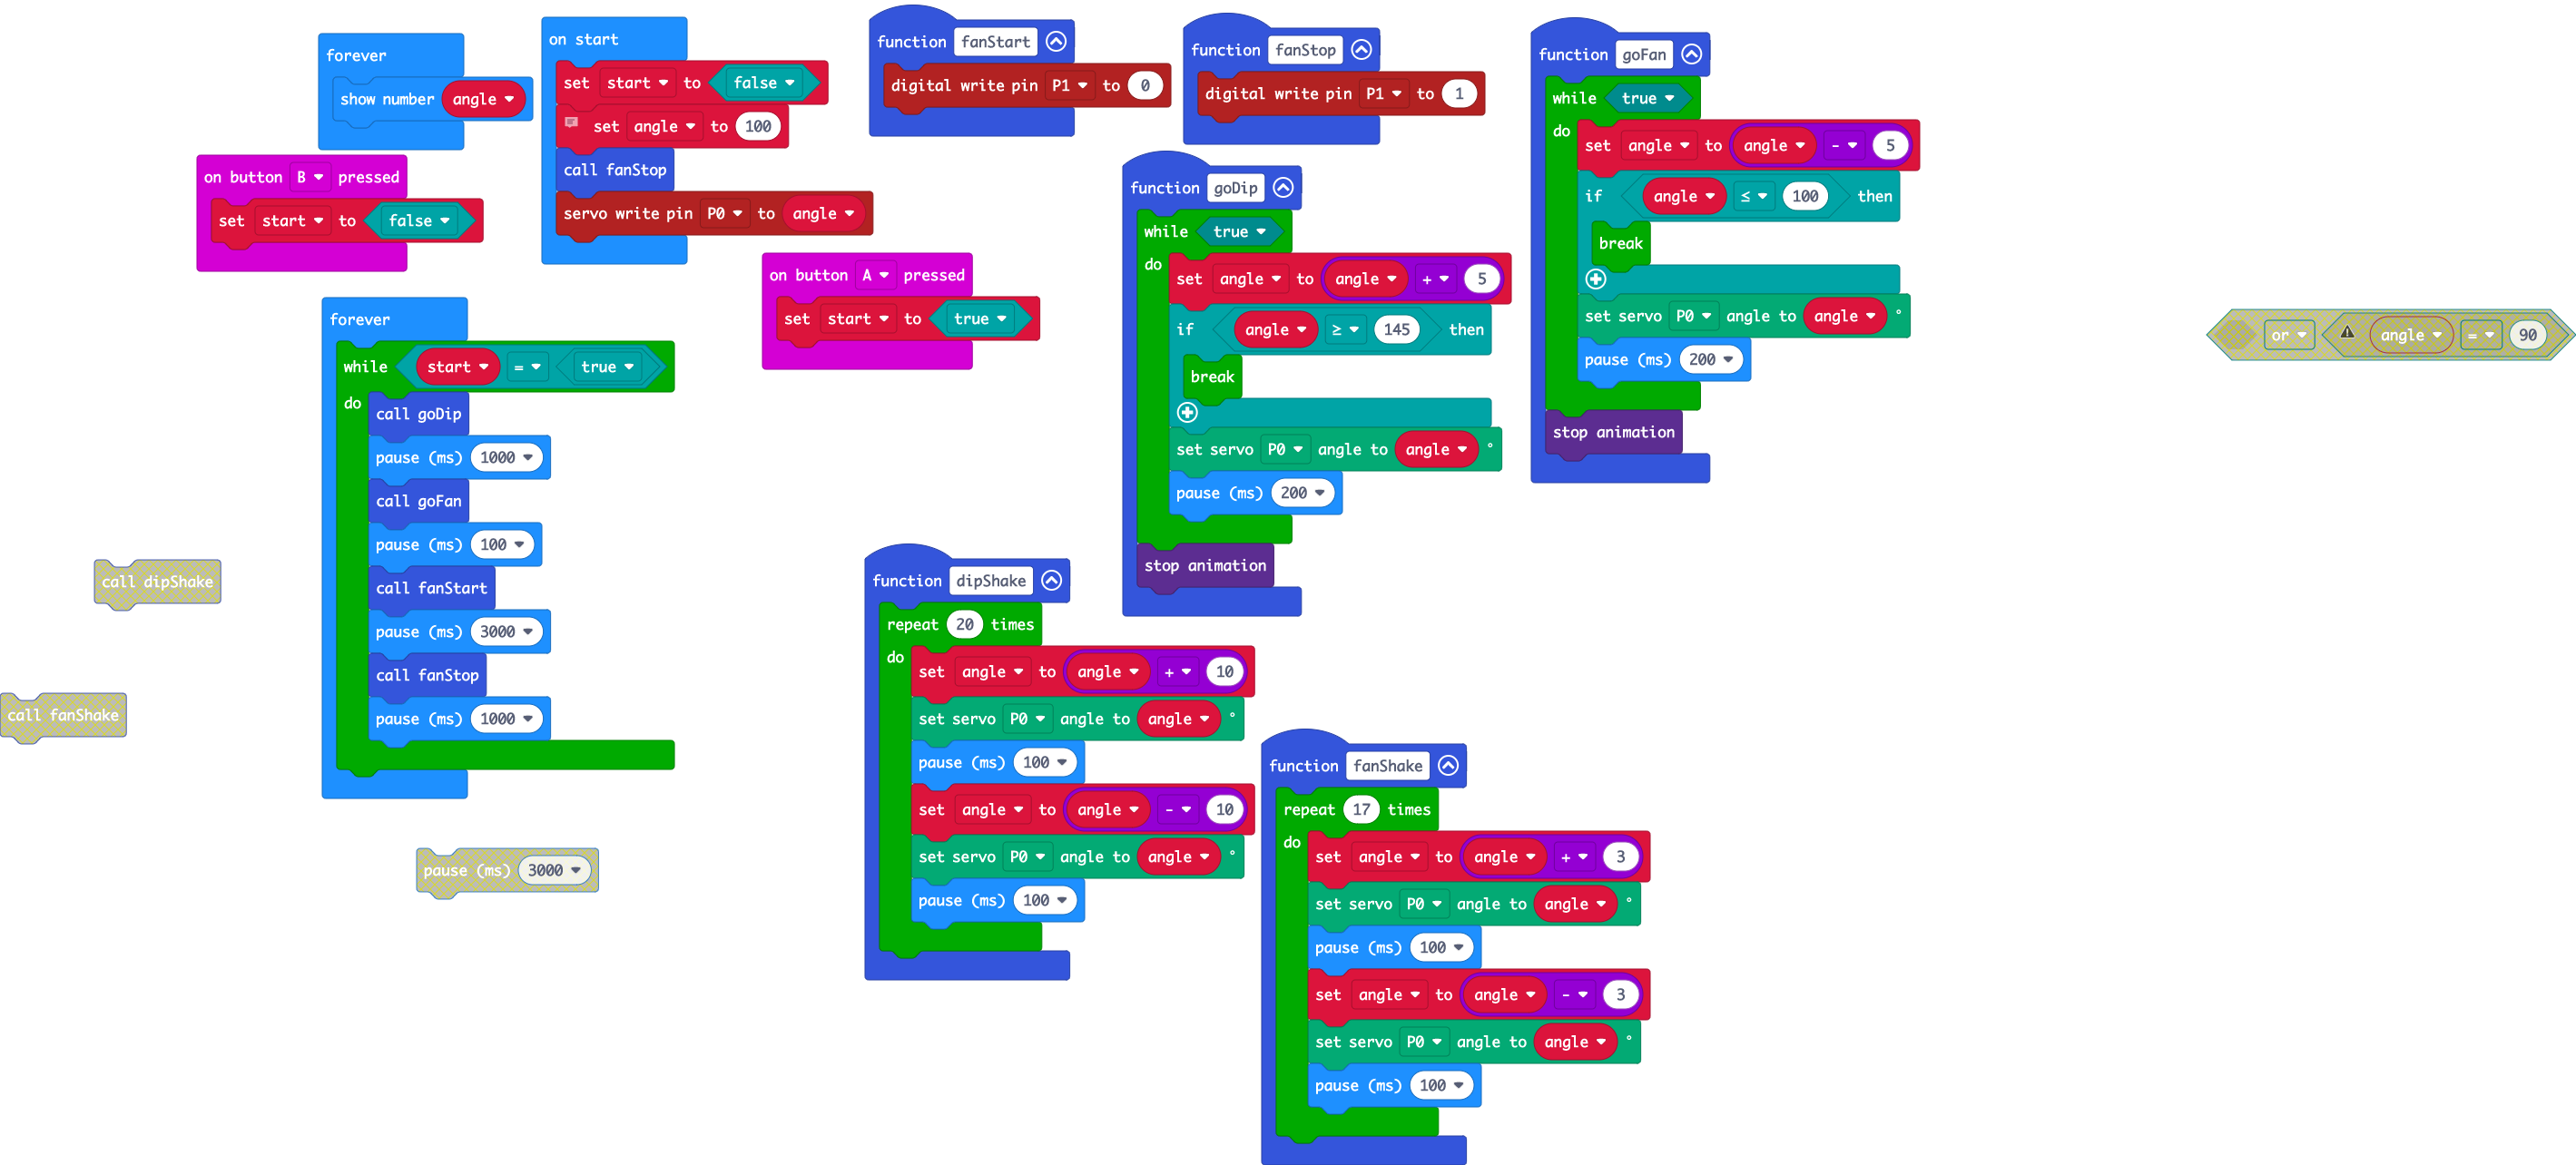 forever
show number angle
on button B pressed
set start to false
on start
set start to false
set angle to 100
call fanStop
servo write pin P0 to angle
function fanStart
digital write pin P1 to 0
function fanStop
digital write pin P1 to 1
function goFan
while true
do
set angle to angle - 5
if angle ≤ 100 then
break
set servo P0 angle to angle °
pause (ms) 200
stop animation
function goDip
while true
do
set angle to angle + 5
if angle ≥ 145 then
break
set servo P0 angle to angle °
pause (ms) 200
stop animation
on button A pressed
set start to true
or angle = 90
forever
while start = true
do
call goDip
pause (ms) 1000
call goFan
pause (ms) 100
call fanStart
pause (ms) 3000
call fanStop
pause (ms) 1000
call dipShake
call fanShake
pause (ms) 3000
function dipShake
repeat 20 times
do
set angle to angle + 10
set servo P0 angle to angle °
pause (ms) 100
set angle to angle - 10
set servo P0 angle to angle °
pause (ms) 100
function fanShake
repeat 17 times
do
set angle to angle + 3
set servo P0 angle to angle °
pause (ms) 100
set angle to angle - 3
set servo P0 angle to angle °
pause (ms) 100